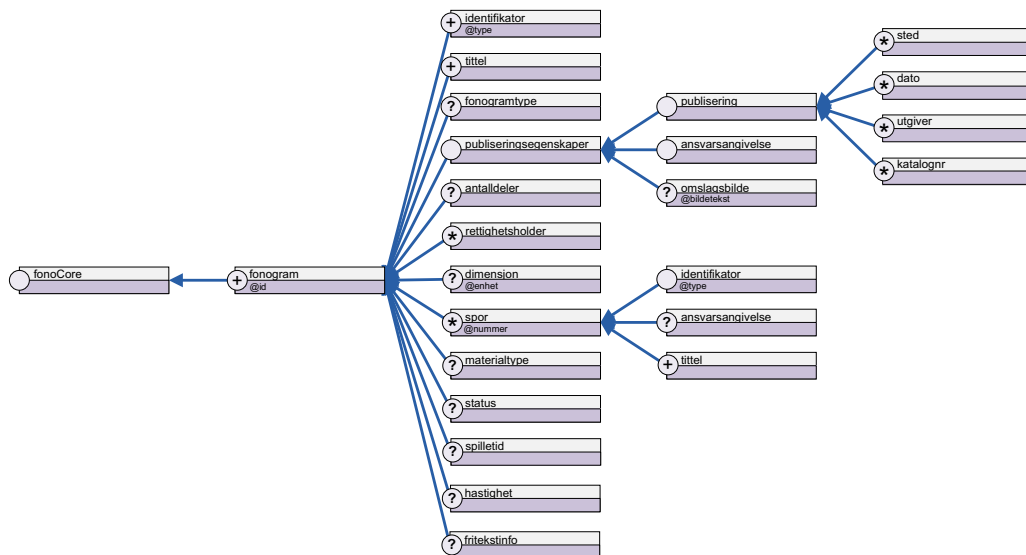 + identifikator
@type
+ tittel
? fonogramtype
publiseringsegenskaper
? antalldeler
* rettighetsholder
? dimensjon
@enhet
* spor
@nummer
? materialtype
? status
? spilletid
? hastighet
? fritekstinfo
fonoCore
+ fonogram
@id
publisering
ansvarsangivelse
? omslagsbilde
@bildetekst
identifikator
@type
? ansvarsangivelse
+ tittel
* sted
* dato
* utgiver
* katalognr